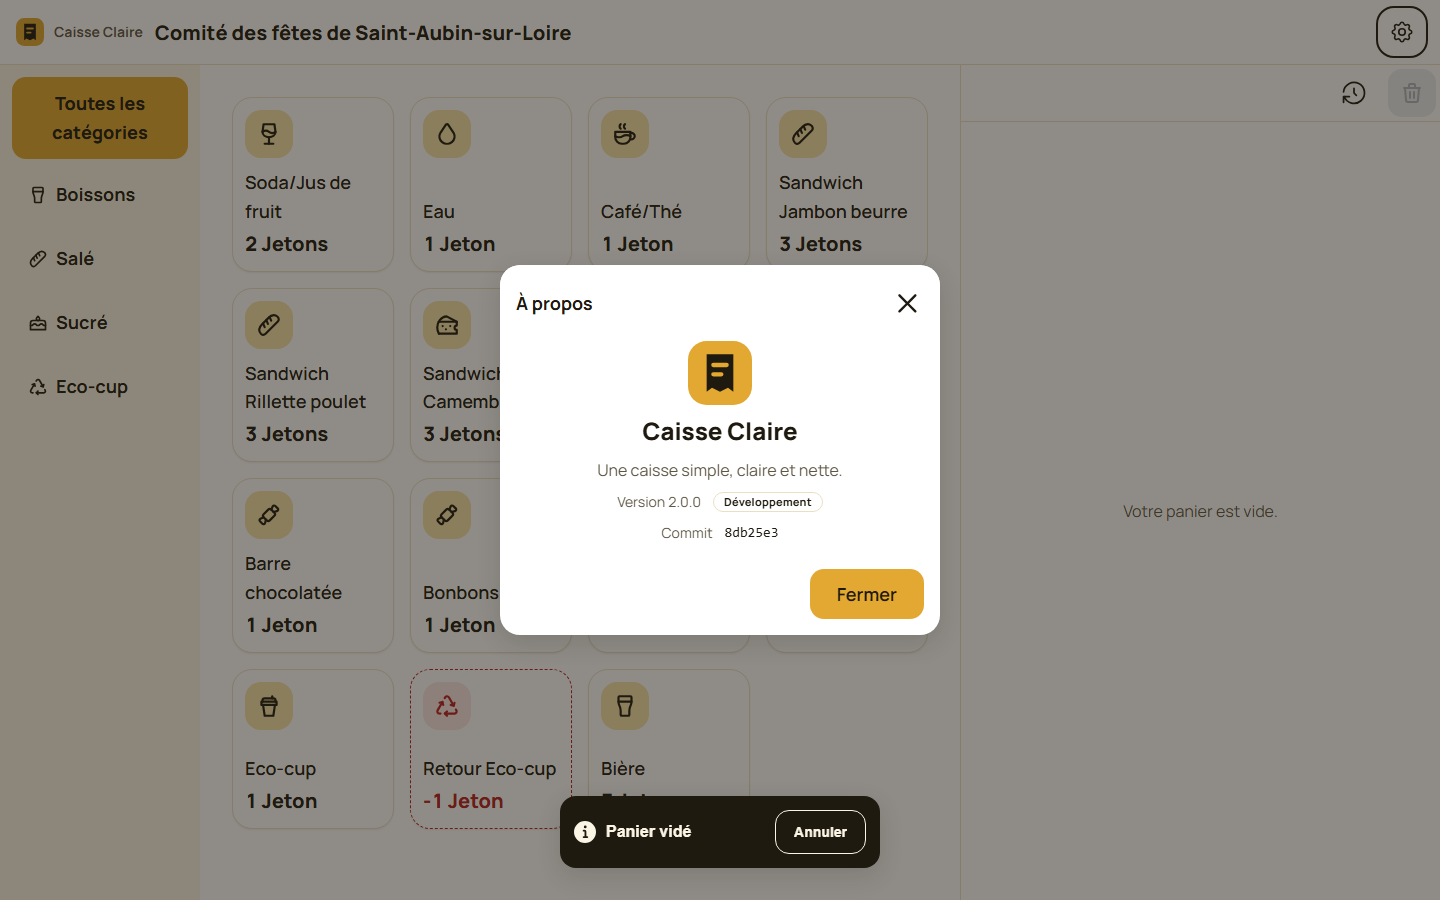 Caisse Claire
Comité des fêtes de Saint-Aubin-sur-Loire
Toutes les
catégories
Boissons
Salé
Sucré
Eco-cup
Soda/Jus de
fruit
2 Jetons
Eau
1 Jeton
Café/Thé
1 Jeton
Sandwich
Jambon beurre
3 Jetons
Sandwich
Rillette poulet
3 Jetons
Barre
chocolatée
1 Jeton
Bonbons
1 Jeton
Eco-cup
1 Jeton
Retour Eco-cup
-1 Jeton
Bière
Votre panier est vide.
À propos
Caisse Claire
Une caisse simple, claire et nette.
Version 2.0.0 Développement
Commit 8db25e3
Fermer
Panier vidé
Annuler